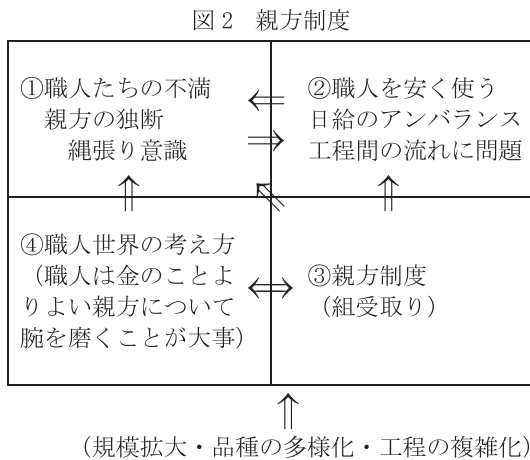 図2 親方制度
①職人たちの不満
親方の独断
縄張り意識
②職人を安く使う
日給のアンバランス
工程間の流れに問題
④職人世界の考え方
(職人は金のことよ
りよい親方について
腕を磨くことが大事)
③親方制度
(組受取り)
(規模拡大・品種の多様化・工程の複雑化)